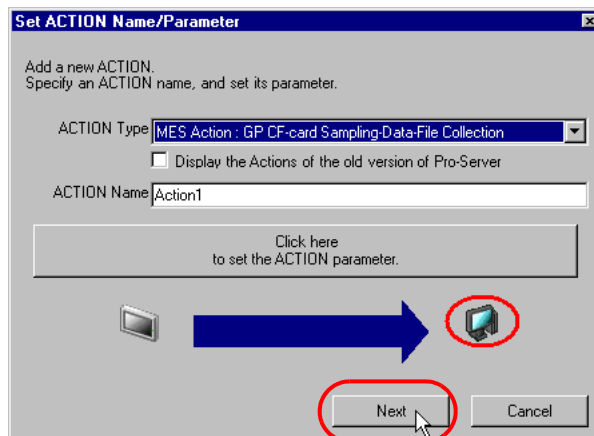 Set ACTION Name/Parameter
Add a new ACTION.
Specify an ACTION name, and set its parameter.
ACTION Type MES Action : GP CF-card Sampling-Data-File Collection
Display the Actions of the old version of Pro-Server
ACTION Name Action1
Click here
to set the ACTION parameter.
Next Cancel